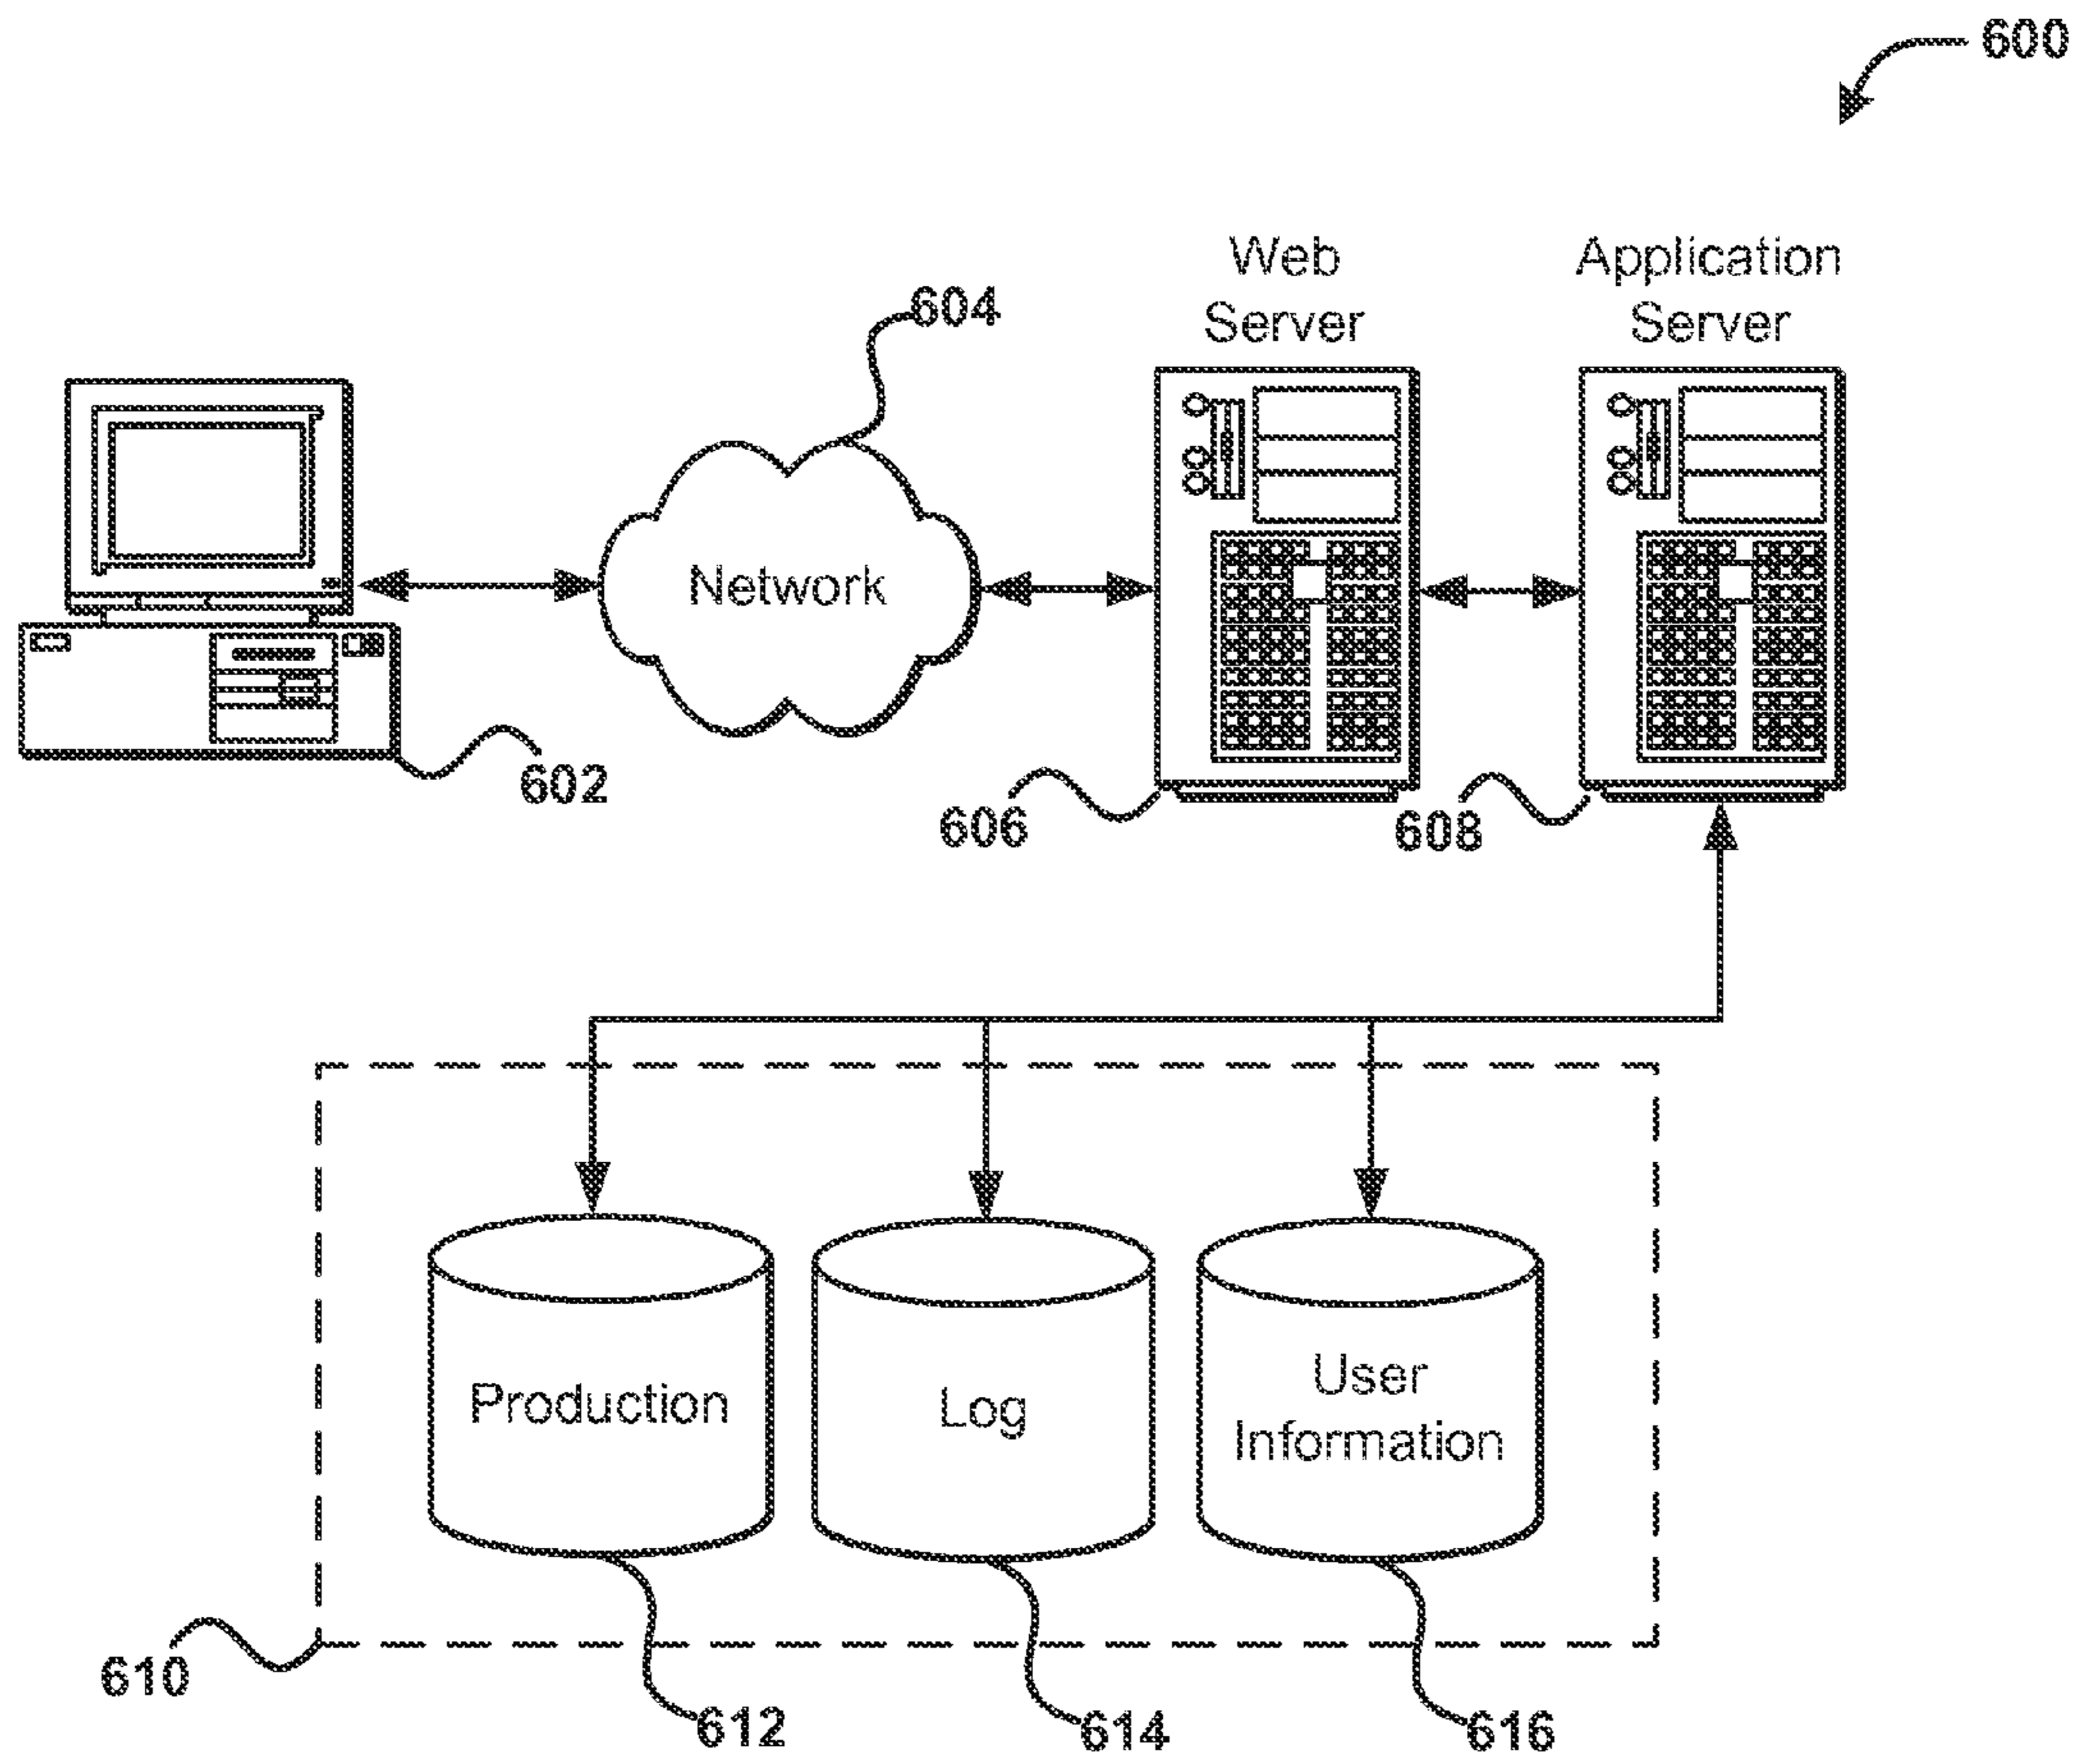 600
Web
Server
Application
Server
604
Network
602
606
608
Production
Log
User
Information
610
612
614
616